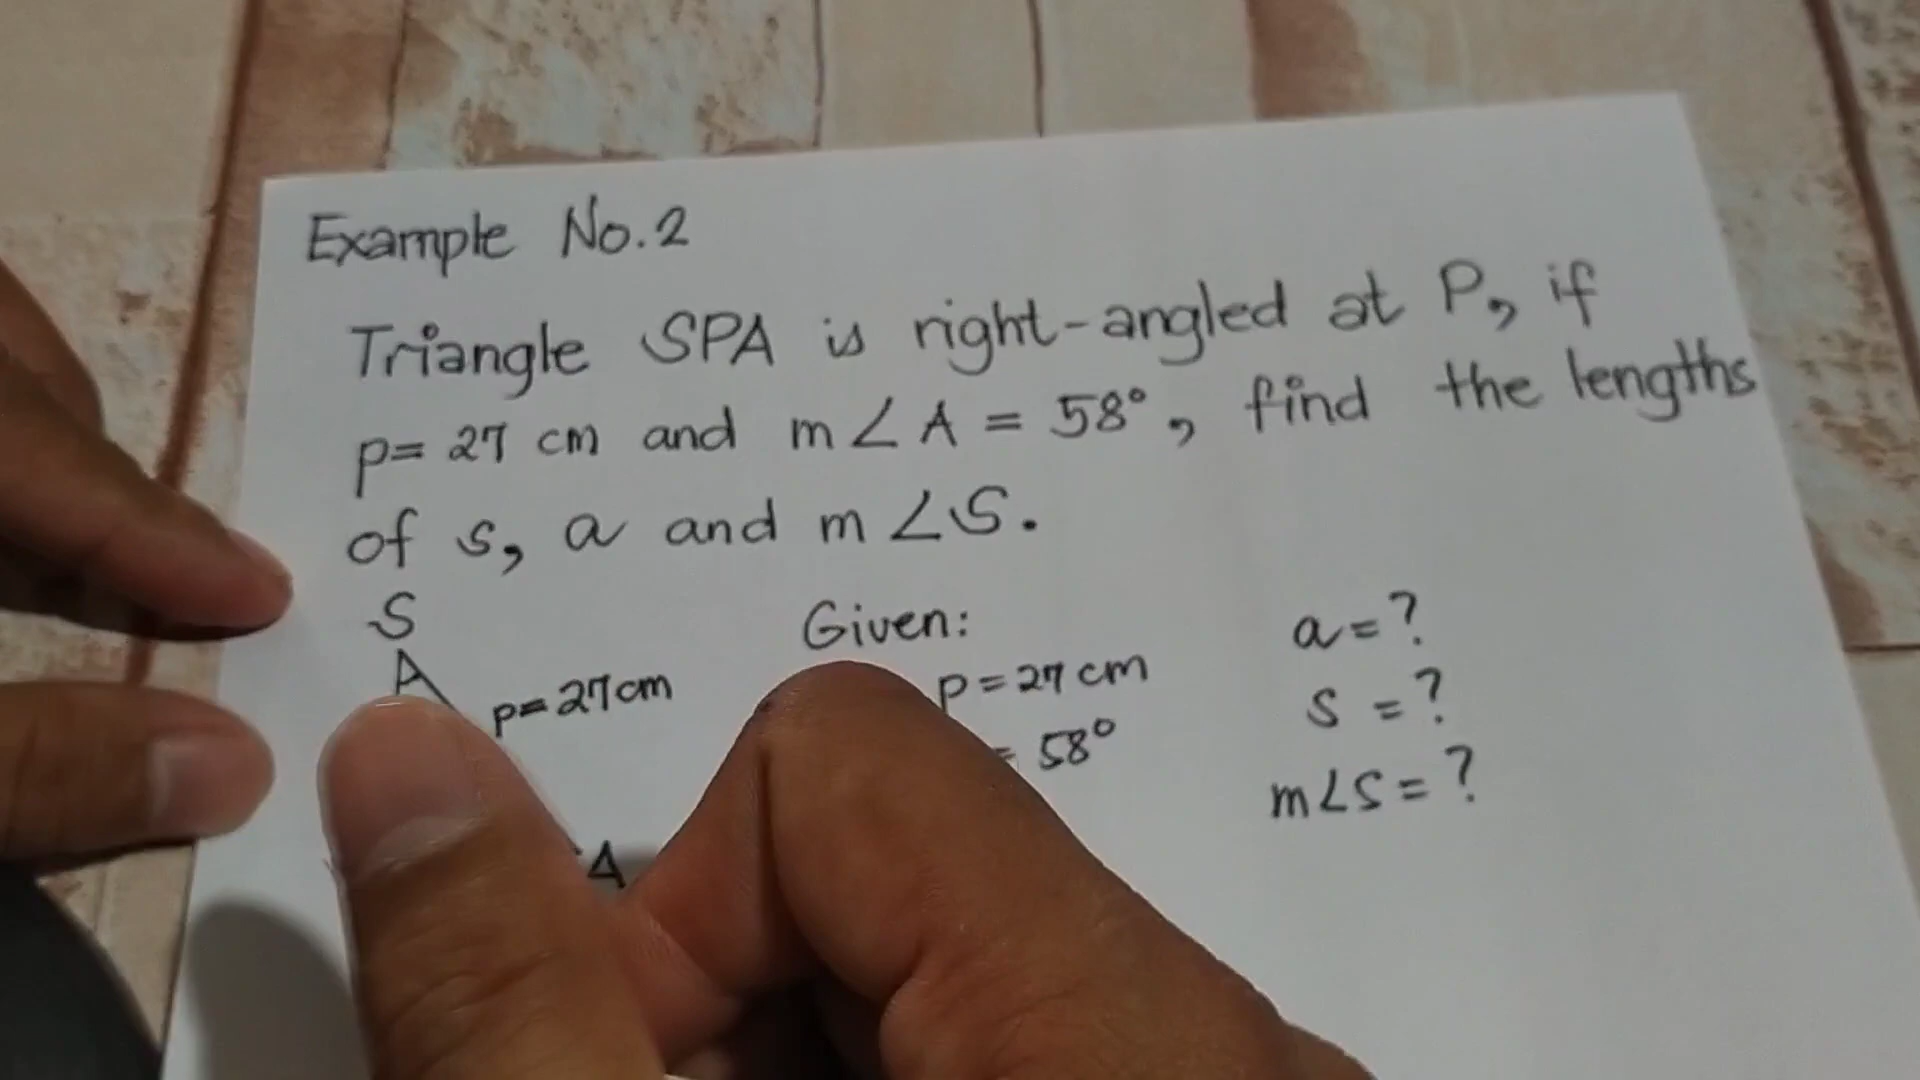 Example No.2
Triangle SPA is right-angled at P, if
p= 27 cm and m∠A = 58°, find the lengths
of s, a and m∠S.
S
p=27cm
A
Given:
p=27 cm
= 58°
a=?
s=?
m∠S=?